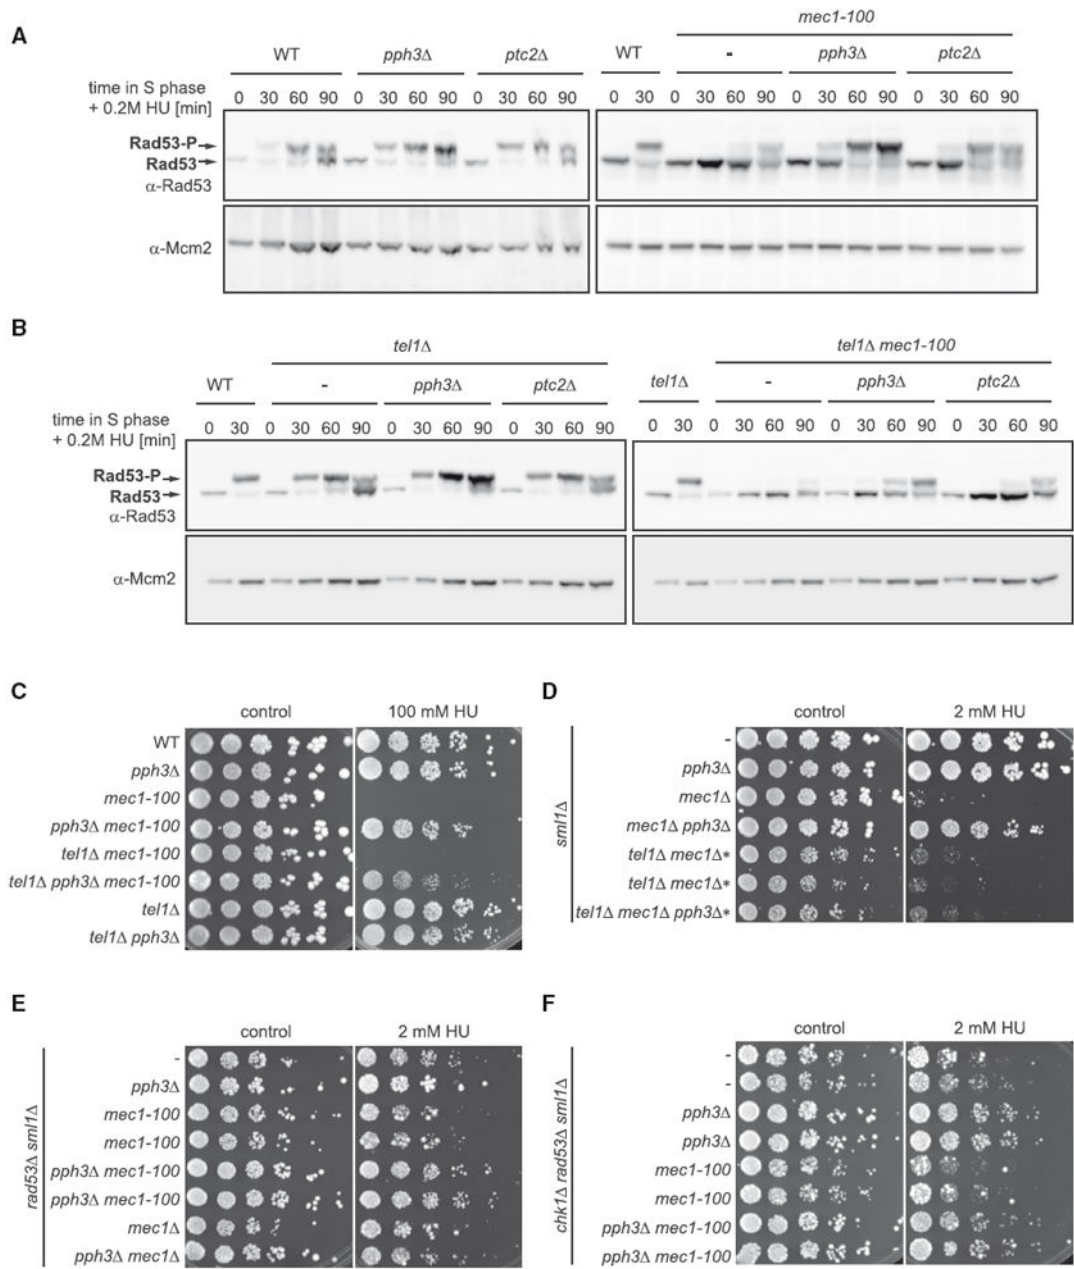 A
mec1-100
WT pph3Δ ptc2Δ WT - pph3Δ ptc2Δ
time in S phase
+ 0.2M HU [min]
0 30 60 90 0 30 60 90 0 30 60 90 0 30 0 30 60 90 0 30 60 90 0 30 60 90
Rad53-P
Rad53
α-Rad53
α-Mcm2
B
tel1Δ tel1Δ mec1-100
WT - pph3Δ ptc2Δ tel1Δ - pph3Δ ptc2Δ
time in S phase
+ 0.2M HU [min]
0 30 0 30 60 90 0 30 60 90 0 30 60 90 0 30 0 30 60 90 0 30 60 90 0 30 60 90
Rad53-P
Rad53
α-Rad53
α-Mcm2
C
control 100 mM HU
WT
pph3Δ
mec1-100
pph3Δ mec1-100
tel1Δ mec1-100
tel1Δ pph3Δ mec1-100
tel1Δ
tel1Δ pph3Δ
D
control 2 mM HU
sml1Δ
-
pph3Δ
mec1Δ
mec1Δ pph3Δ
tel1Δ mec1Δ*
tel1Δ mec1Δ*
tel1Δ mec1Δ pph3Δ*
E
control 2 mM HU
rad53Δ sml1Δ
-
pph3Δ
mec1-100
mec1-100
pph3Δ mec1-100
pph3Δ mec1-100
mec1Δ
pph3Δ mec1Δ
F
control 2 mM HU
chk1Δ rad53Δ sml1Δ
-
-
pph3Δ
pph3Δ
mec1-100
mec1-100
pph3Δ mec1-100
pph3Δ mec1-100